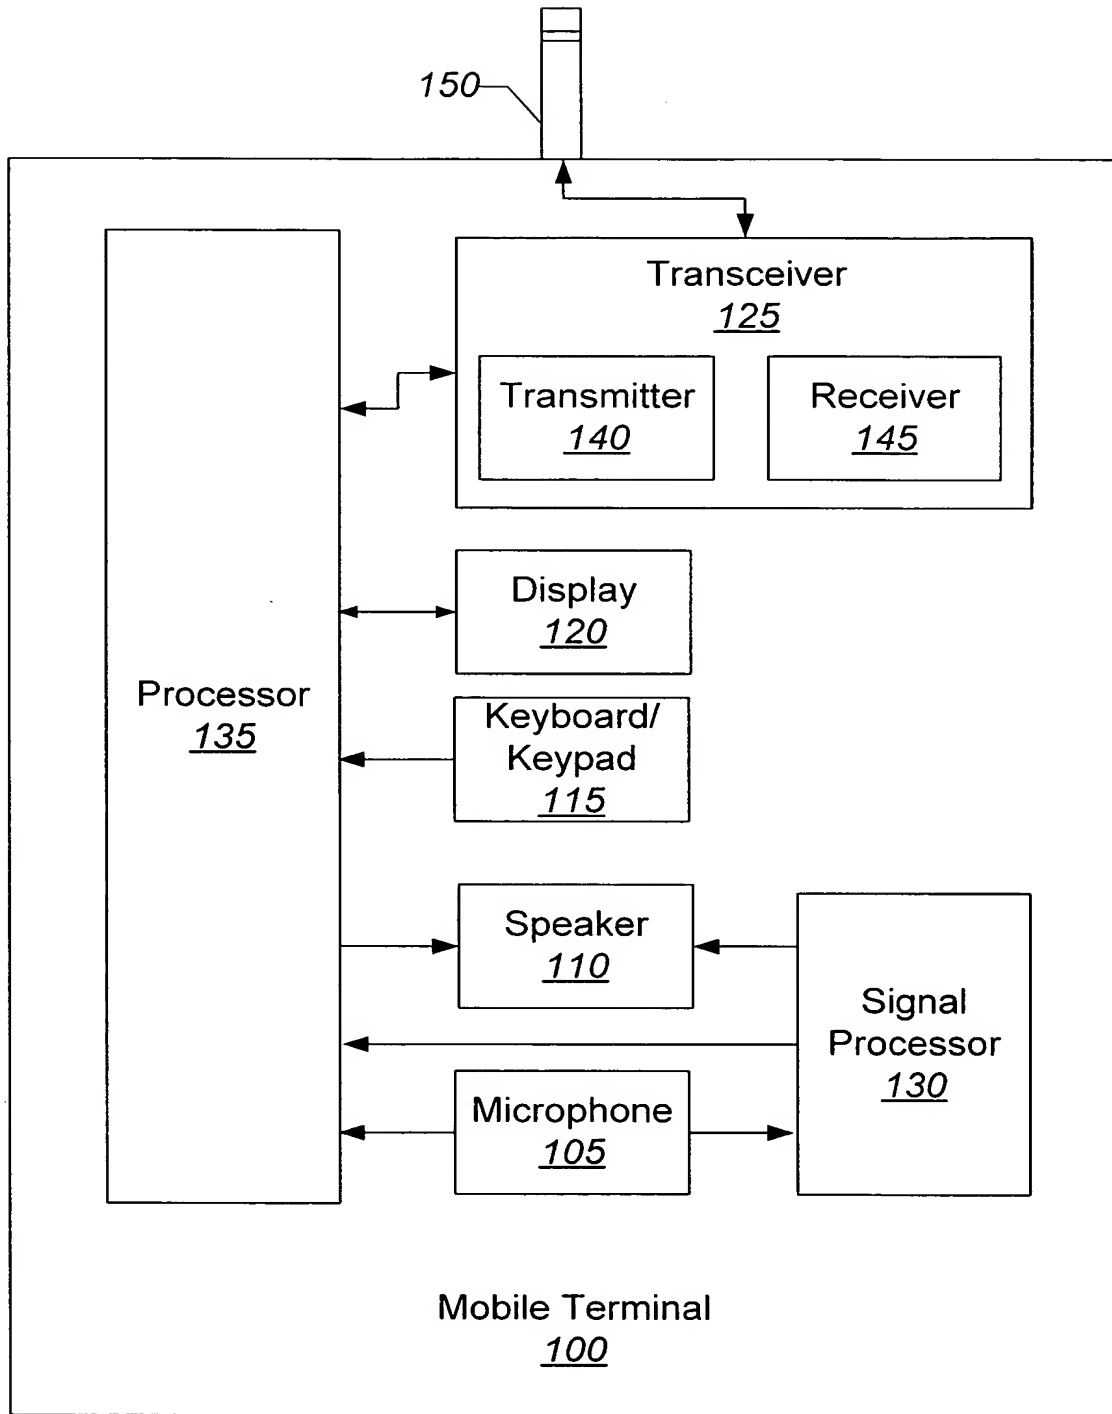 150
Transceiver
125
Transmitter
140
Receiver
145
Display
120
Processor
135
Keyboard/
Keypad
115
Speaker
110
Signal
Processor
130
Microphone
105
Mobile Terminal
100